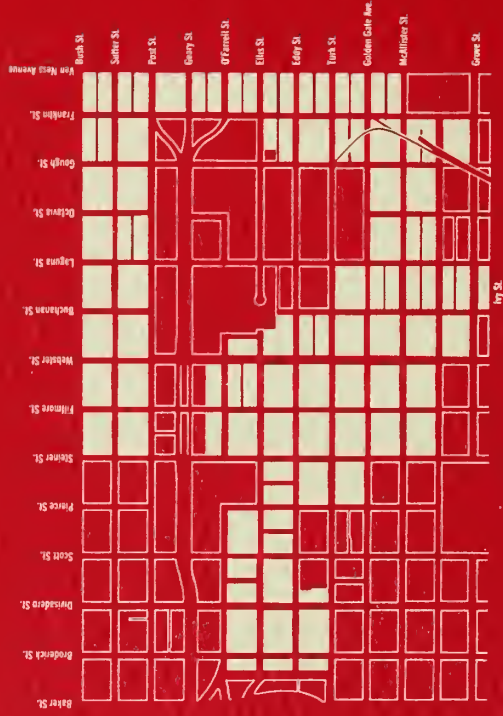 Bush St.
Sutter St.
Post St.
Geary St.
O'Farrell St.
Ellis St.
Eddy St.
Turk St.
Golden Gate Ave.
McAllister St.
Grove St.
Van Ness Avenue
Franklin St.
Gough St.
Octavia St.
Laguna St.
Buchanan St.
Webster St.
Fillmore St.
Steiner St.
Pierce St.
Scott St.
Divisadero St.
Broderick St.
Baker St.
Ivy St.